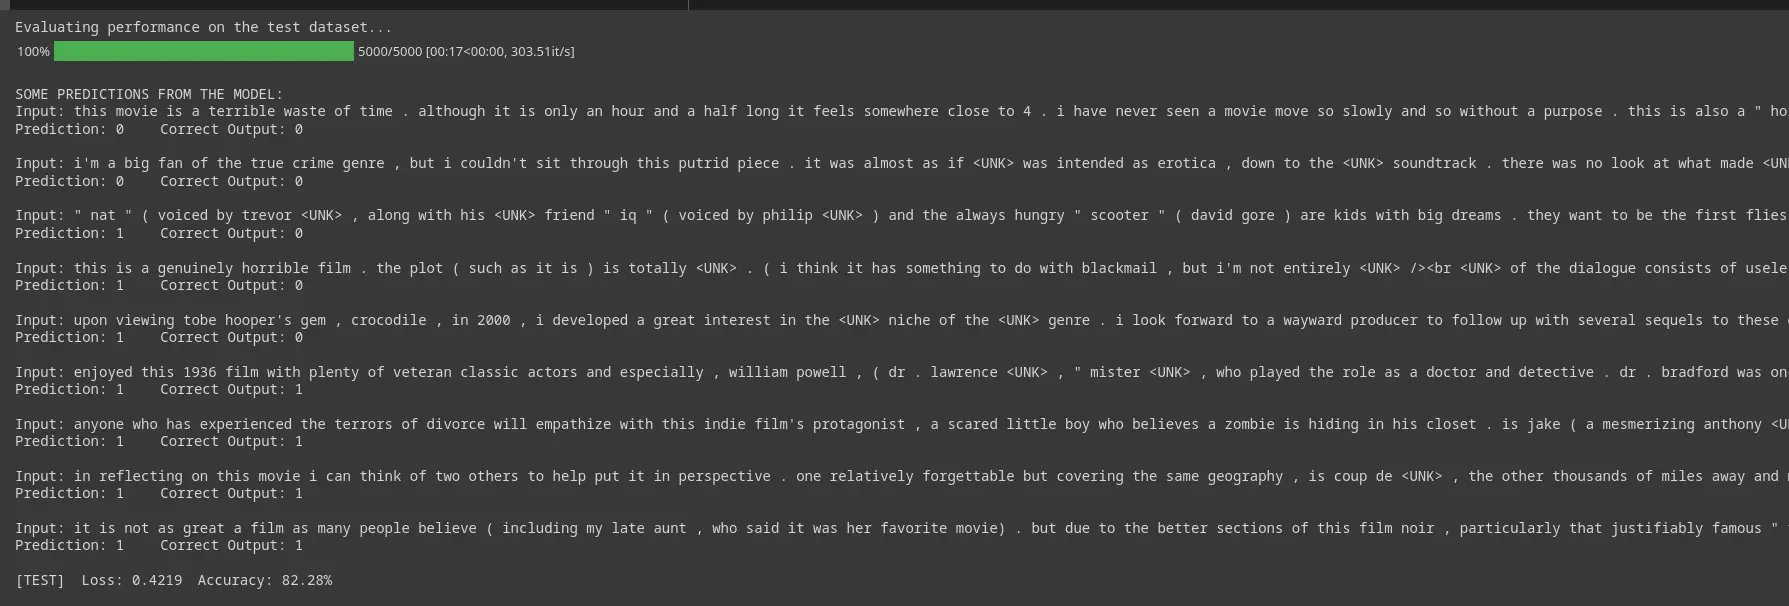 Evaluating performance on the test dataset...
100% 5000/5000 [00:17<00:00, 303.51it/s]
SOME PREDICTIONS FROM THE MODEL:
Input: this movie is a terrible waste of time . although it is only an hour and a half long it feels somewhere close to 4 . i have never seen a movie move so slowly and so without a purpose . this is also a "
Prediction: 0 Correct Output: 0
Input: i'm a big fan of the true crime genre , but i couldn't sit through this putrid piece . it was almost as if <UNK> was intended as erotica , down to the <UNK> soundtrack . there was no look at what made
Prediction: 0 Correct Output: 0
Input: " nat " ( voiced by trevor <UNK> , along with his <UNK> friend " iq " ( voiced by philip <UNK> ) and the always hungry " scooter " ( david gore ) are kids with big dreams . they want to be the first flies
Prediction: 1 Correct Output: 0
Input: this is a genuinely horrible film . the plot ( such as it is ) is totally <UNK> . ( i think it has something to do with blackmail , but i'm not entirely <UNK> /><br <UNK> of the dialogue consists of usele
Prediction: 1 Correct Output: 0
Input: upon viewing tobe hooper's gem , crocodile , in 2000 , i developed a great interest in the <UNK> niche of the <UNK> genre . i look forward to a wayward producer to follow up with several sequels to these
Prediction: 1 Correct Output: 0
Input: enjoyed this 1936 film with plenty of veteran classic actors and especially , william powell , ( dr . lawrence <UNK> , " mister <UNK> , who played the role as a doctor and detective . dr . bradford was on
Prediction: 1 Correct Output: 1
Input: anyone who has experienced the terrors of divorce will empathize with this indie film's protagonist , a scared little boy who believes a zombie is hiding in his closet . is jake ( a mesmerizing anthony
Prediction: 1 Correct Output: 1
Input: in reflecting on this movie i can think of two others to help put it in perspective . one relatively forgettable but covering the same geography , is coup de <UNK> , the other thousands of miles away and
Prediction: 1 Correct Output: 1
Input: it is not as great a film as many people believe ( including my late aunt , who said it was her favorite movie) . but due to the better sections of this film noir , particularly that justifiably famous "
Prediction: 1 Correct Output: 1
[TEST] Loss: 0.4219 Accuracy: 82.28%